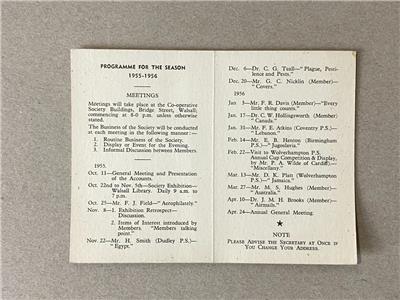 PROGRAMME FOR THE SEASON
1955-1956
MEETINGS
Meetings will take place at the Co-operative
Society Buildings, Bridge Street, Walsall,
commencing at 8-0 p.m. unless otherwise
stated.
The Business of the Society will be conducted
at each meeting in the following manner:—
1. Routine Business of the Society.
2. Display or Event for the Evening.
3. Informal Discussion between Members
1955.
Oct. 11—General Meeting and Presentation
of the Accounts.
Oct. 22nd to Nov. 5th—Society Exhibition—
Walsall Library. Daily 9 a.m. to
7 p.m.
Oct. 25—Mr. F. J. Field—"Aerophilately."
Nov. 8—1. Exhibition Retrospect—
Discussion.
2. Items of Interest introduced by
Members. "Members talking
point."
Nov. 22—Mr. H. Smith (Dudley P.S.)—
"Egypt."
Dec. 6—Dr. C. G. Tuall—"Plague, Pesti-
lence and Pests."
Dec. 20—Mr. G. C. Nicklin (Member)—
"Covers."
1956
Jan 3—Mr. F. R. Davis (Member)—"Every
little thing counts."
Jan. 17—Dr. C. W. Hollingworth (Member)
"Canada."
Jan. 31—Mr. F. E. Atkins (Coventry P.S.)—
"Lebanon."
Feb. 14—Mr. E. B. Henton (Birmingham
P.S.)—"Jugoslavia."
Feb. 22—Visit to Wolverhampton P.S.
Annual Cup Competition & Display,
by Mr. P. A. Wilde of Cardiff)—
"Miscellany."
Mar. 13—Mr. D. K. Platt (Wolverhampton
P.S.)—"Jamaica."
Mar. 27—Mr. M. S, Hughes (Member)—
"Australia."
Apr. 10—Dr. J. M. H. Brooks (Member)—
"Airmails."
Apr. 24—Annual General Meeting.
NOTE
PLEASE ADVISE THE SECRETARY AT ONCE IF
YOU CHANGE YOUR ADDRESS.